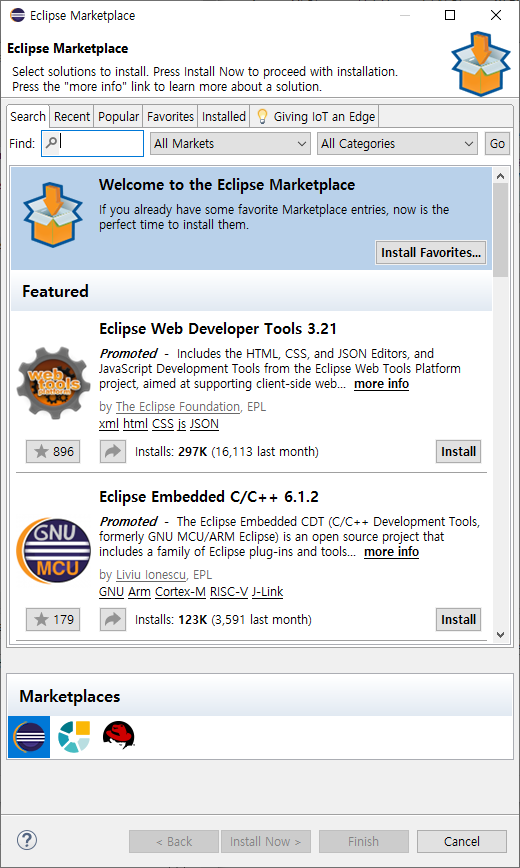 Eclipse Marketplace
Eclipse Marketplace
Select solutions to install. Press Install Now to proceed with installation.
Press the "more info" link to learn more about a solution.
Search Recent Popular Favorites Installed Giving IoT an Edge
Find: All Markets All Categories Go
Welcome to the Eclipse Marketplace
If you already have some favorite Marketplace entries, now is the
perfect time to install them.
Install Favorites...
Featured
Eclipse Web Developer Tools 3.21
Promoted - Includes the HTML, CSS, and JSON Editors, and
JavaScript Development Tools from the Eclipse Web Tools Platform
project, aimed at supporting client-side web... more info
web
tools
platform
by The Eclipse Foundation, EPL
xml html CSS js JSON
896 Installs: 297K (16,113 last month) Install
Eclipse Embedded C/C++ 6.1.2
Promoted - The Eclipse Embedded CDT (C/C++ Development Tools,
formerly GNU MCU/ARM Eclipse) is an open source project that
includes a family of Eclipse plug-ins and tools... more info
GNU
MCU
by Liviu Ionescu, EPL
GNU Arm Cortex-M RISC-V J-Link
179 Installs: 123K (3,591 last month) Install
Marketplaces
? < Back Install Now > Finish Cancel